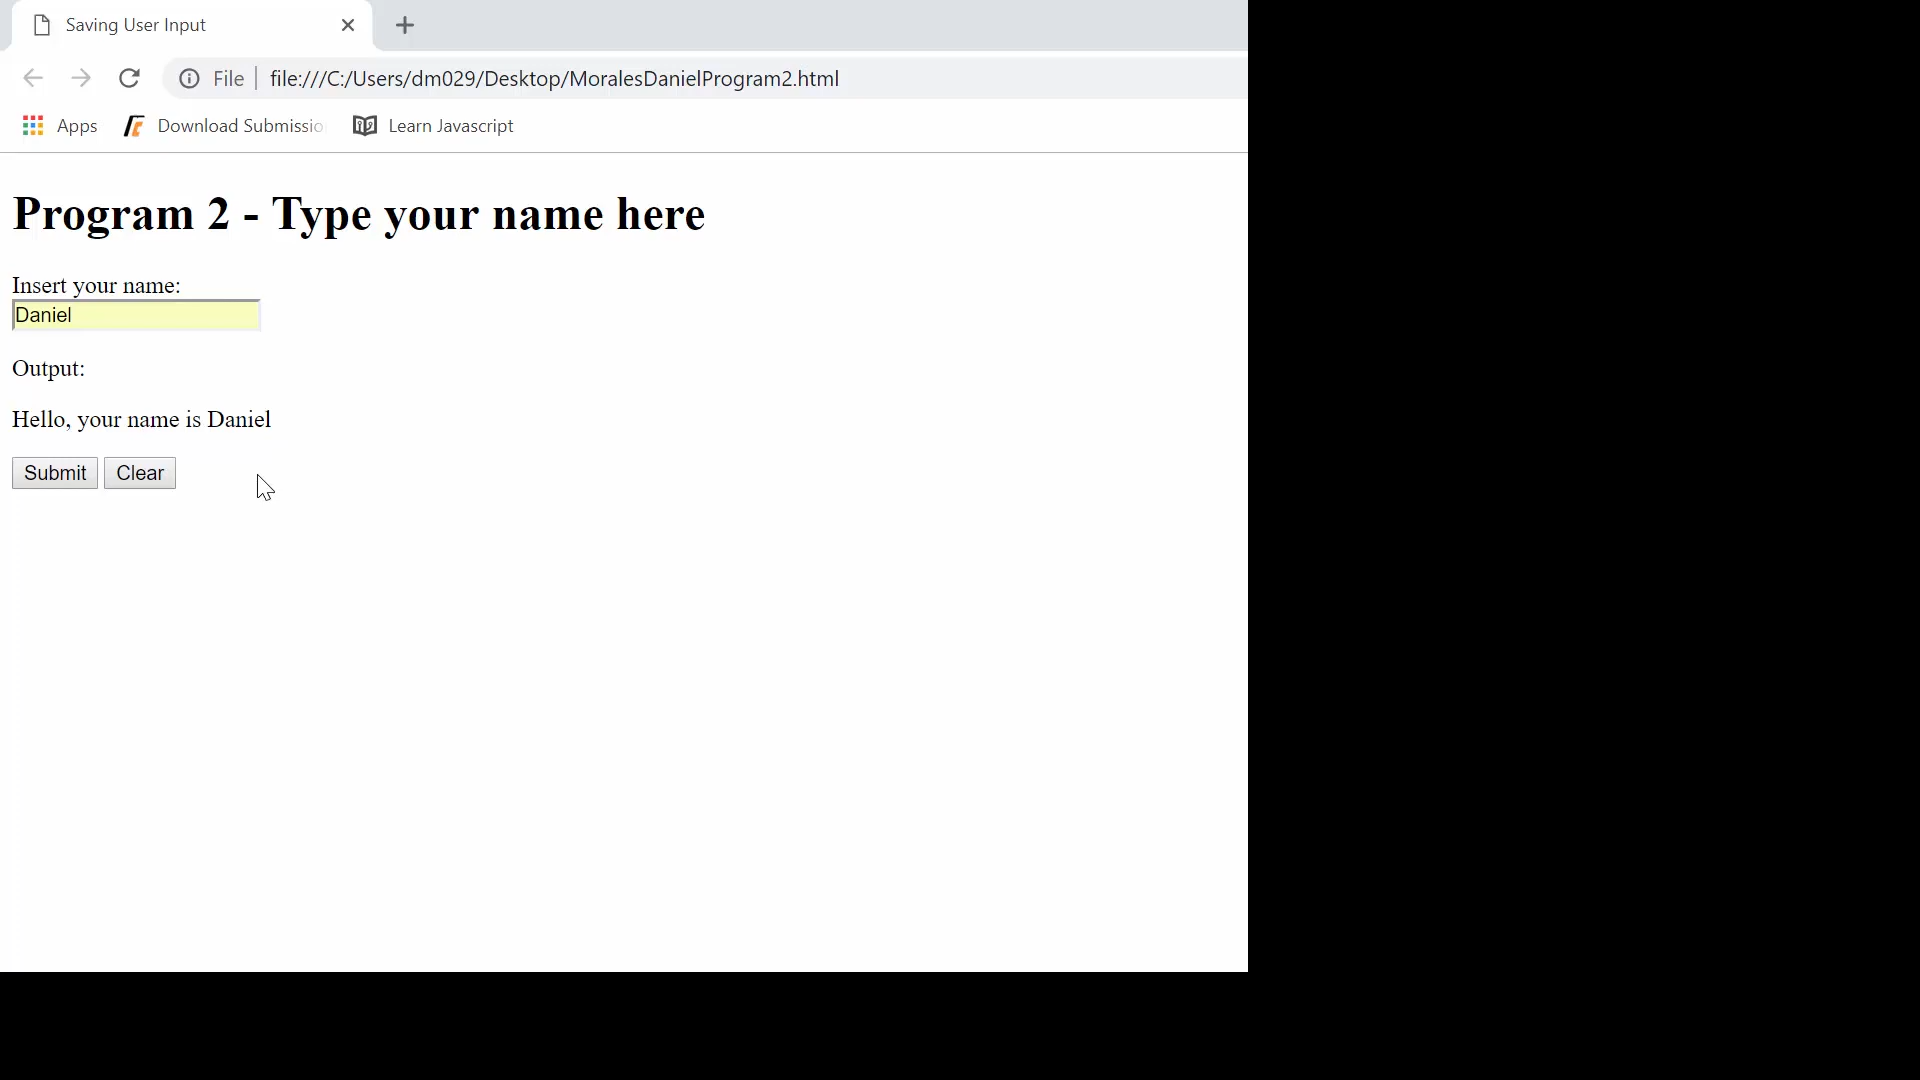 Saving User Input
File file:///C:/Users/dm029/Desktop/MoralesDanielProgram2.html
Apps Download Submissio Learn Javascript
Program 2 - Type your name here
Insert your name:
Daniel
Output:
Hello, your name is Daniel
Submit Clear